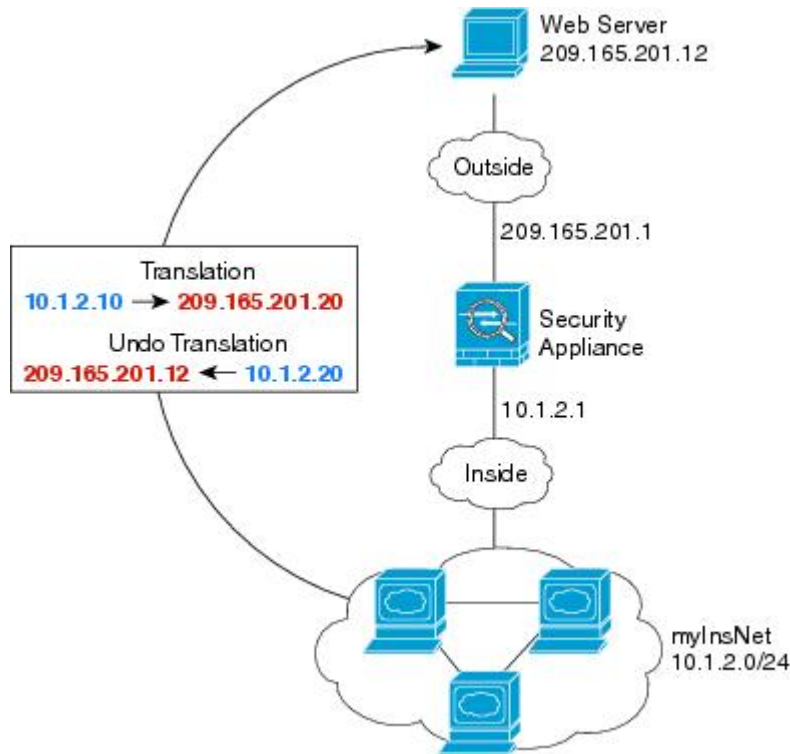 Web Server
209.165.201.12
Outside
209.165.201.1
Translation
10.1.2.10 → 209.165.201.20
Undo Translation
209.165.201.12 ← 10.1.2.20
Security
Appliance
10.1.2.1
Inside
myInsNet
10.1.2.0/24